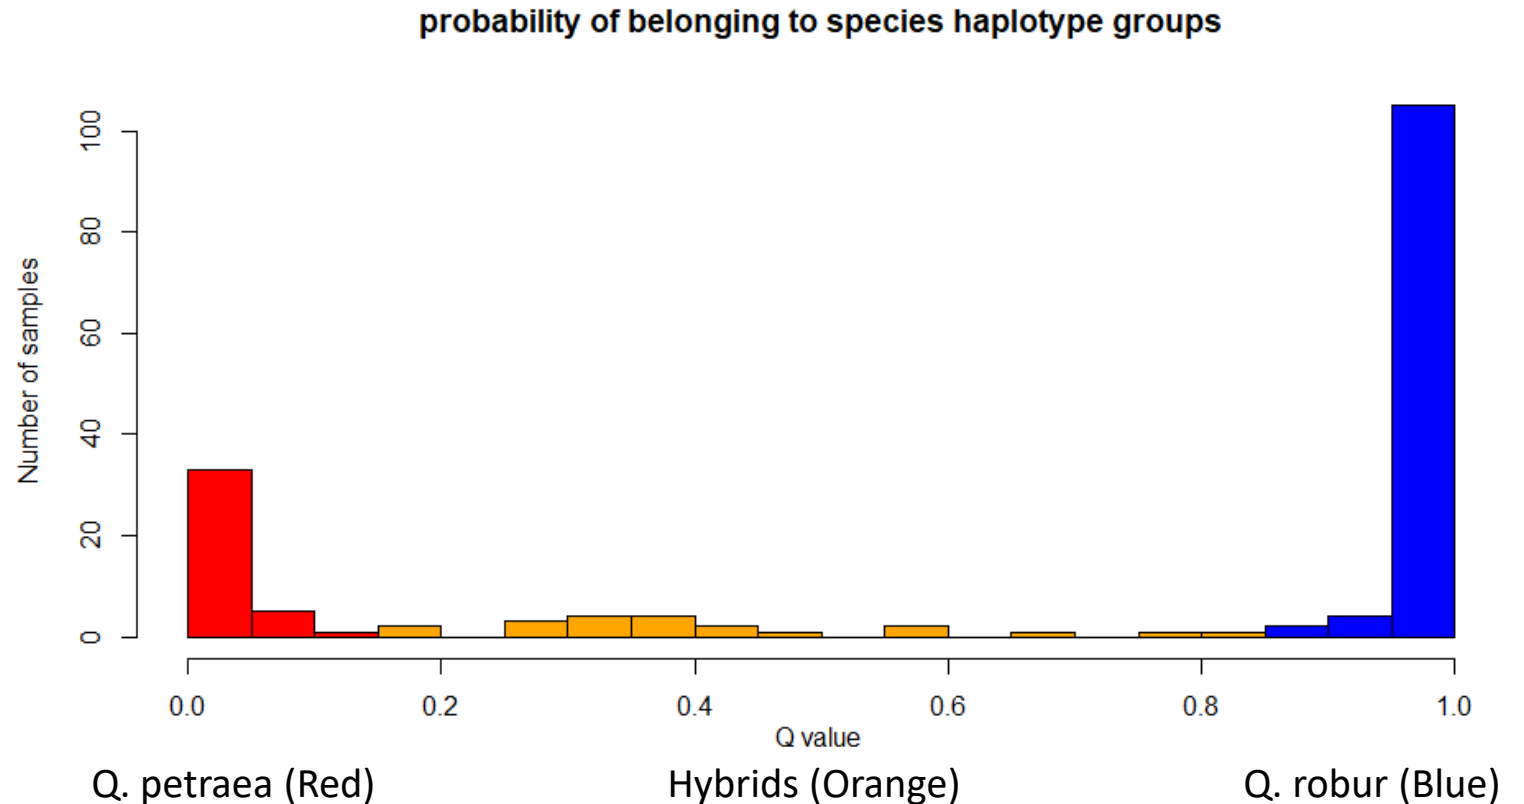 probability of belonging to species haplotype groups
100
80
60
40
20
0
Number of samples
0.0 0.2 0.4 0.6 0.8 1.0
Q value
Q. petraea (Red) Hybrids (Orange) Q. robur (Blue)